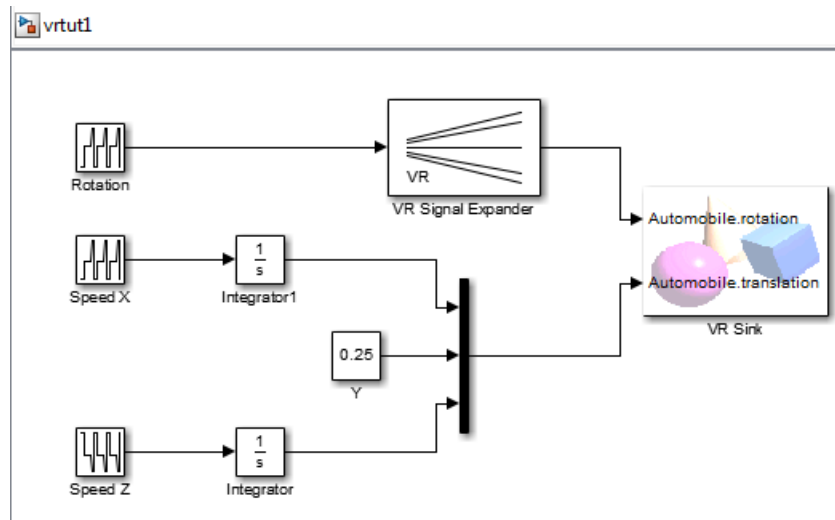 vrtut1
Rotation
VR
VR Signal Expander
Automobile.rotation
Automobile.translation
VR Sink
Speed X
1
s
Integrator1
0.25
Y
Speed Z
1
s
Integrator